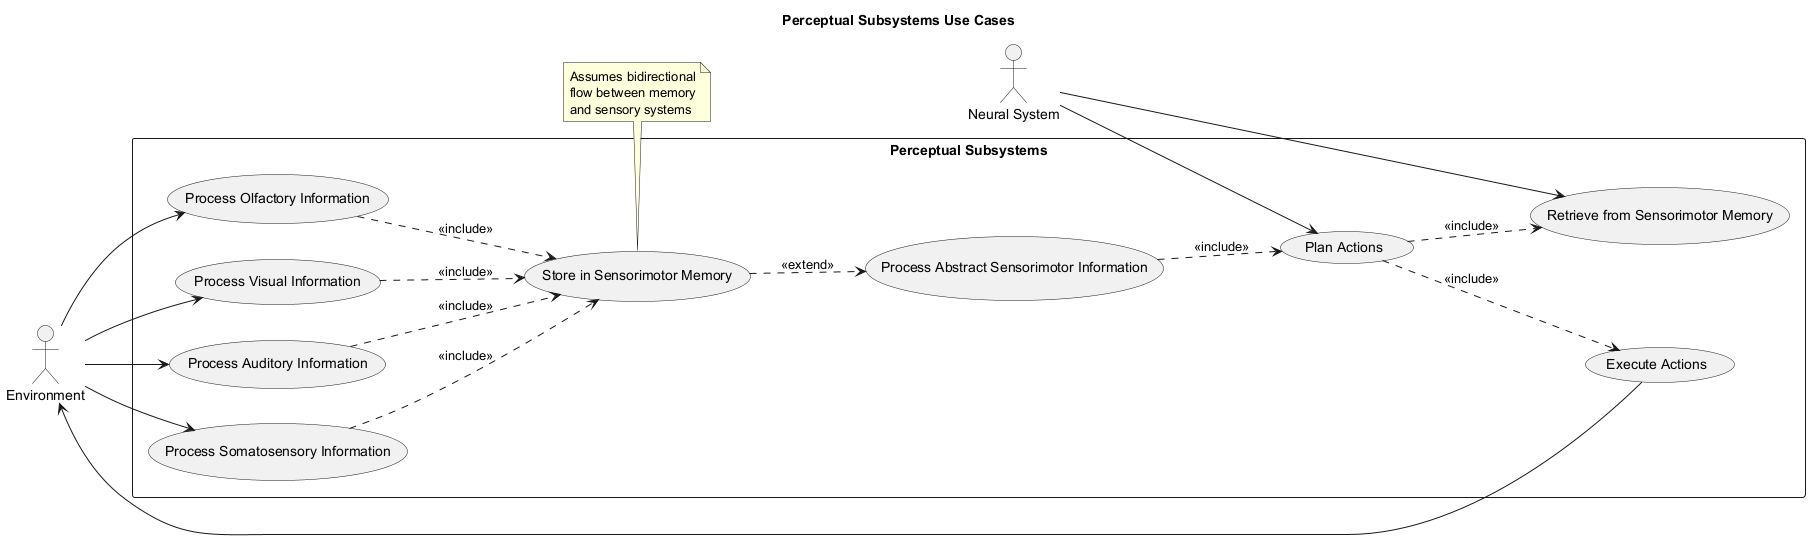 Perceptual Subsystems Use Cases
Assumes bidirectional
flow between memory
and sensory systems
Neural System
Perceptual Subsystems
Process Olfactory Information
«include»
Retrieve from Sensorimotor Memory
«include»
Plan Actions
«include»
Process Abstract Sensorimotor Information
«extend»
Store in Sensorimotor Memory
«include»
Process Visual Information
«include»
«include»
Process Auditory Information
«include»
Execute Actions
Environment
Process Somatosensory Information